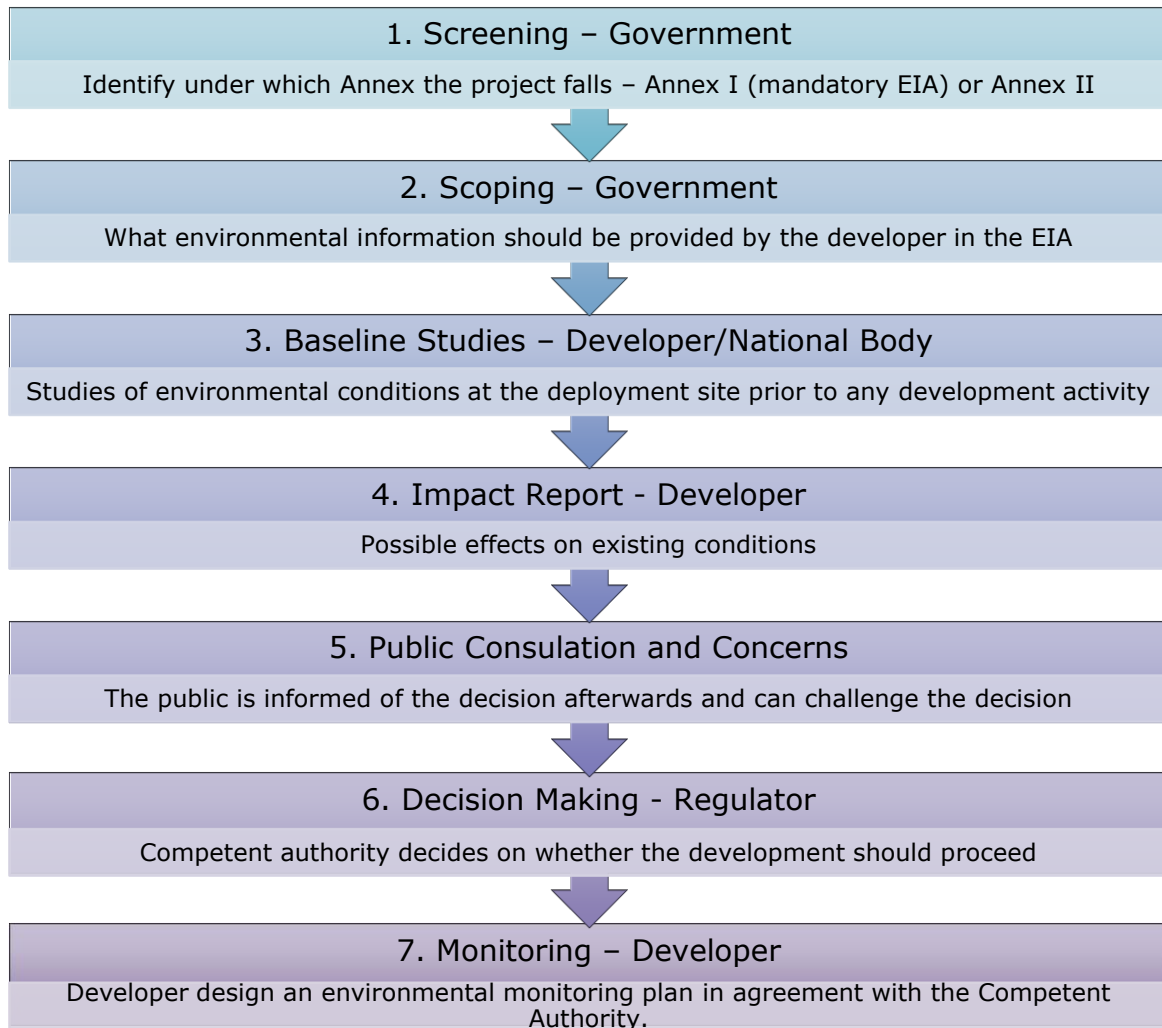 1. Screening – Government
Identify under which Annex the project falls – Annex I (mandatory EIA) or Annex II
2. Scoping – Government
What environmental information should be provided by the developer in the EIA
3. Baseline Studies – Developer/National Body
Studies of environmental conditions at the deployment site prior to any development activity
4. Impact Report - Developer
Possible effects on existing conditions
5. Public Consulation and Concerns
The public is informed of the decision afterwards and can challenge the decision
6. Decision Making - Regulator
Competent authority decides on whether the development should proceed
7. Monitoring – Developer
Developer design an environmental monitoring plan in agreement with the Competent
Authority.